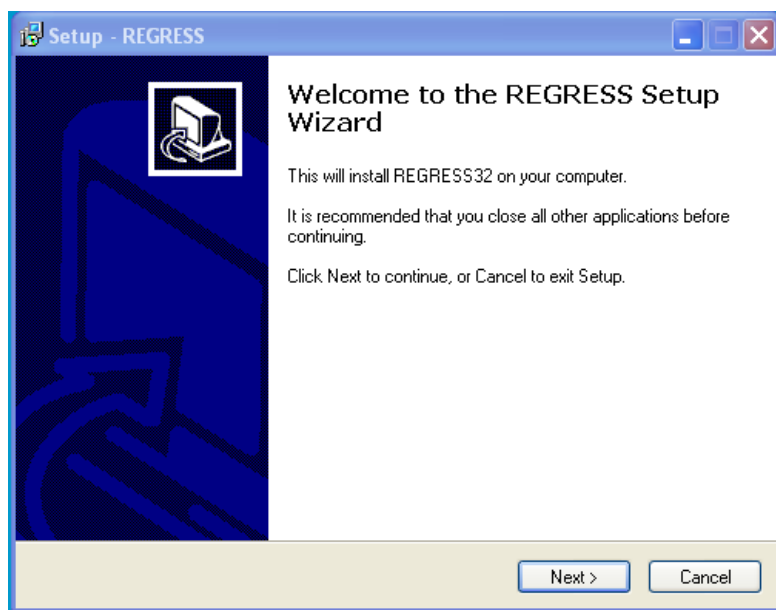 Setup - REGRESS
Welcome to the REGRESS Setup
Wizard
This will install REGRESS32 on your computer.
It is recommended that you close all other applications before
continuing.
Click Next to continue, or Cancel to exit Setup.
Next >
Cancel